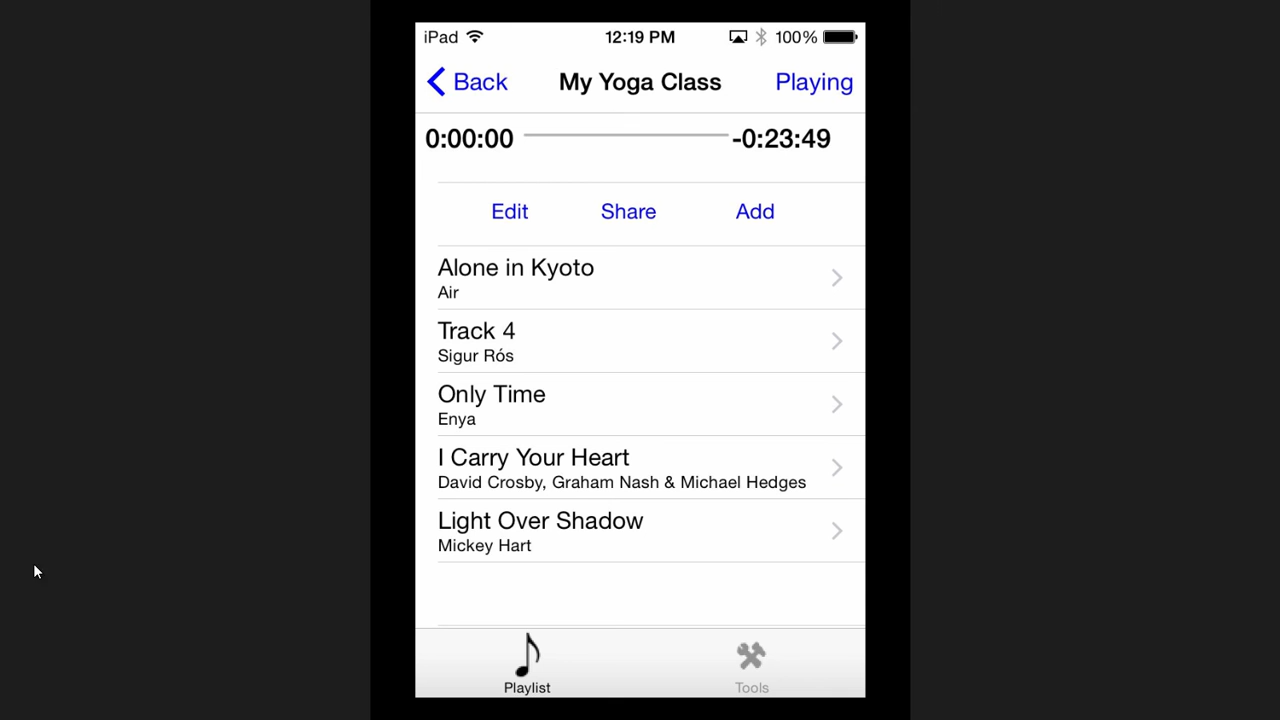 iPad 12:19 PM 100%
Back My Yoga Class Playing
0:00:00 -0:23:49
Edit Share Add
Alone in Kyoto
Air
Track 4
Sigur Rós
Only Time
Enya
I Carry Your Heart
David Crosby, Graham Nash & Michael Hedges
Light Over Shadow
Mickey Hart
Playlist Tools